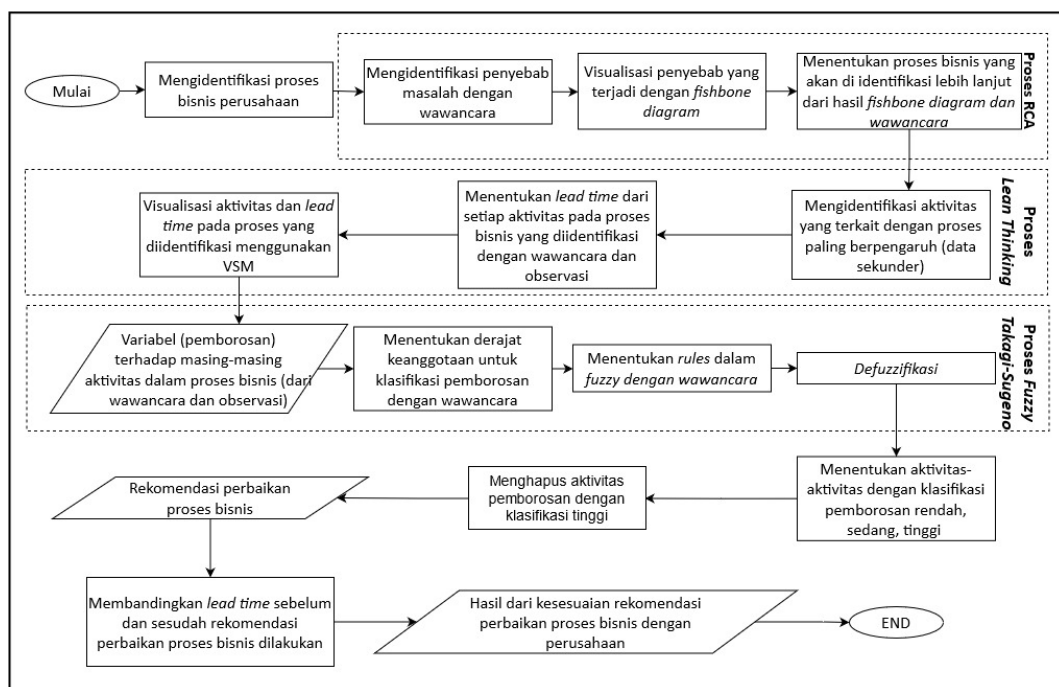 Mulai
Mengidentifikasi proses
bisnis perusahaan
Mengidentifikasi penyebab
masalah dengan
wawancara
Visualisasi penyebab yang
terjadi dengan fishbone
diagram
Menentukan proses bisnis yang
akan di identifikasi lebih lanjut
dari hasil fishbone diagram dan
wawancara
Proses RCA
Visualisasi aktivitas dan lead
time pada proses yang
diidentifikasi menggunakan
VSM
Menentukan lead time dari
setiap aktivitas pada proses
bisnis yang diidentifikasi
dengan wawancara dan
observasi
Mengidentifikasi aktivitas
yang terkait dengan proses
paling berpengaruh (data
sekunder)
Proses
Lean Thinking
Variabel (pemborosan)
terhadap masing-masing
aktivitas dalam proses bisnis (dari
wawancara dan observasi)
Menentukan derajat
keanggotaan untuk
klasifikasi pemborosan
dengan wawancara
Menentukan rules dalam
fuzzy dengan wawancara
Defuzzifikasi
Proses Fuzzy
Takagi-Sugeno
Rekomendasi perbaikan
proses bisnis
Menghapus aktivitas
pemborosan dengan
klasifikasi tinggi
Menentukan aktivitas-
aktivitas dengan klasifikasi
pemborosan rendah,
sedang, tinggi
Membandingkan lead time sebelum
dan sesudah rekomendasi
perbaikan proses bisnis dilakukan
Hasil dari kesesuaian rekomendasi
perbaikan proses bisnis dengan
perusahaan
END